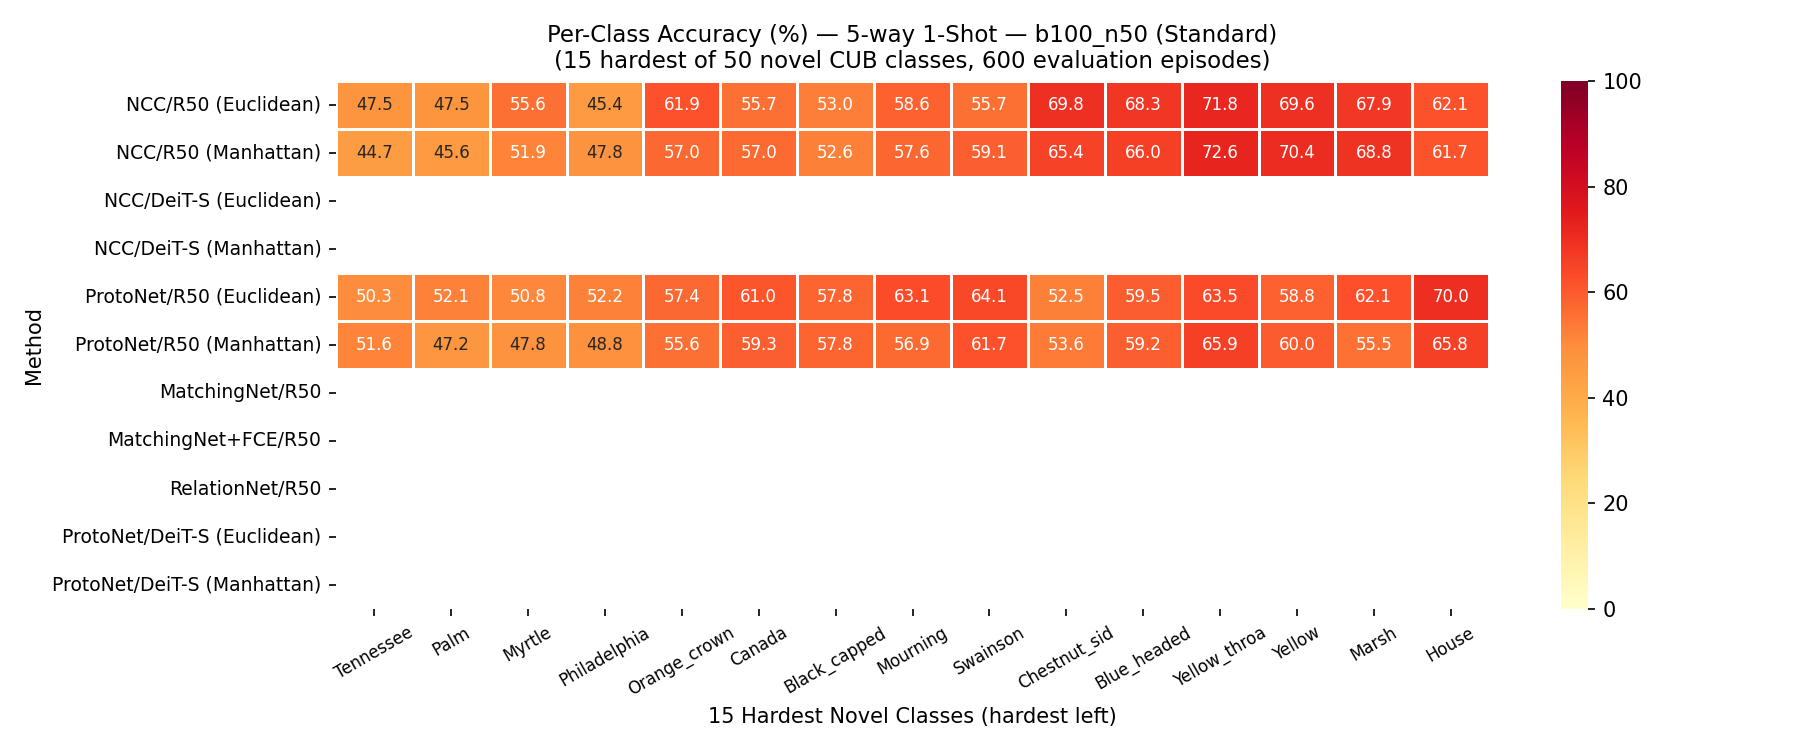 Per-Class Accuracy (%) — 5-way 1-Shot — b100_n50 (Standard)
(15 hardest of 50 novel CUB classes, 600 evaluation episodes)
NCC/R50 (Euclidean) 47.5 47.5 55.6 45.4 61.9 55.7 53.0 58.6 55.7 69.8 68.3 71.8 69.6 67.9 62.1
NCC/R50 (Manhattan) 44.7 45.6 51.9 47.8 57.0 57.0 52.6 57.6 59.1 65.4 66.0 72.6 70.4 68.8 61.7
NCC/DeiT-S (Euclidean)
NCC/DeiT-S (Manhattan)
ProtoNet/R50 (Euclidean) 50.3 52.1 50.8 52.2 57.4 61.0 57.8 63.1 64.1 52.5 59.5 63.5 58.8 62.1 70.0
ProtoNet/R50 (Manhattan) 51.6 47.2 47.8 48.8 55.6 59.3 57.8 56.9 61.7 53.6 59.2 65.9 60.0 55.5 65.8
MatchingNet/R50
MatchingNet+FCE/R50
RelationNet/R50
ProtoNet/DeiT-S (Euclidean)
ProtoNet/DeiT-S (Manhattan)
Method
Tennessee Palm Myrtle Philadelphia Orange_crown Canada Black_capped Mourning Swainson Chestnut_sid Blue_headed Yellow_throa Yellow Marsh House
15 Hardest Novel Classes (hardest left)
100
80
60
40
20
0